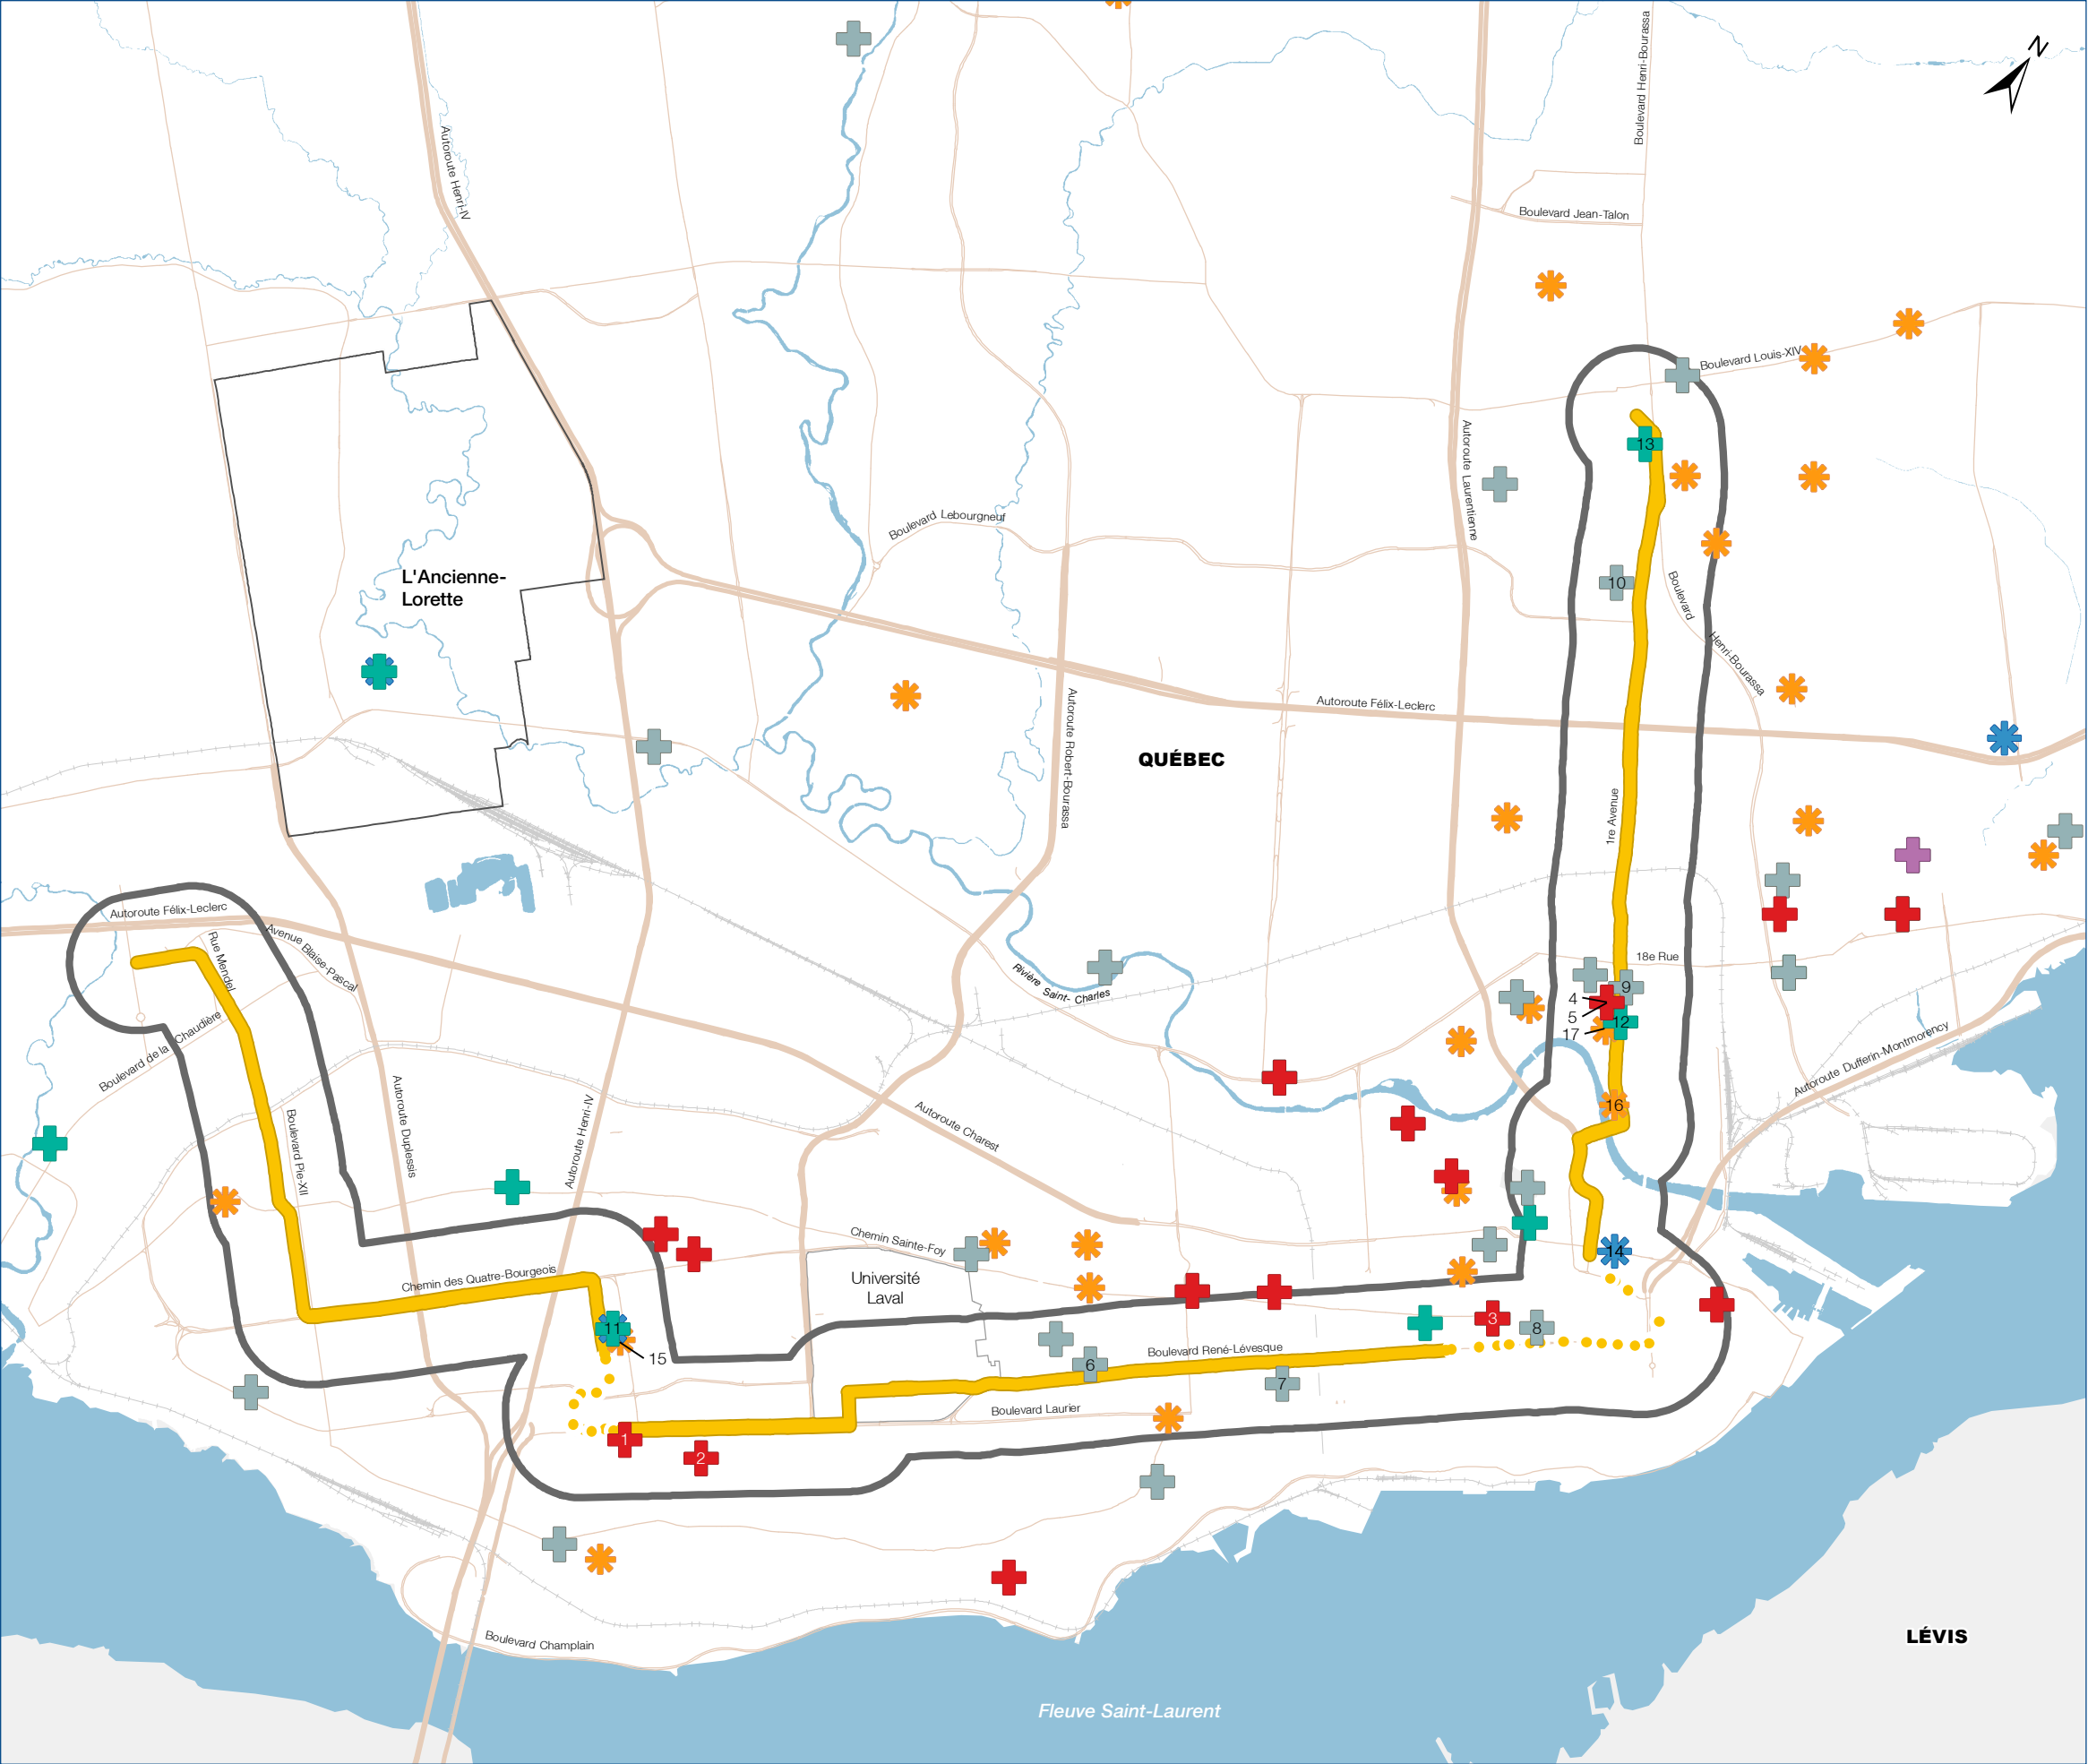 N
Boulevard Henri-Bourassa
Autoroute Henri-IV
Boulevard Jean-Talon
Boulevard Louis-XIV
13
Autoroute Laurentienne
Boulevard Lebourgneuf
L'Ancienne-
Lorette
10
Boulevard
Henri-Bourassa
Autoroute Félix-Leclerc
Autoroute Robert-Bourassa
QUÉBEC
1re Avenue
Autoroute Félix-Leclerc
Rue Mendel
Avenue Blaise-Pascal
18e Rue
Rivière Saint- Charles
9
4
5
12
17
Boulevard de la Chaudière
Autoroute Dufferin-Montmorency
Autoroute Duplessis
Autoroute Henri-IV
Boulevard Pie-XII
Autoroute Charest
16
Chemin Sainte-Foy
14
Chemin des Quatre-Bourgeois
Université
Laval
3
8
11
15
Boulevard René-Lévesque
6
7
Boulevard Laurier
1
2
Boulevard Champlain
LÉVIS
Fleuve Saint-Laurent